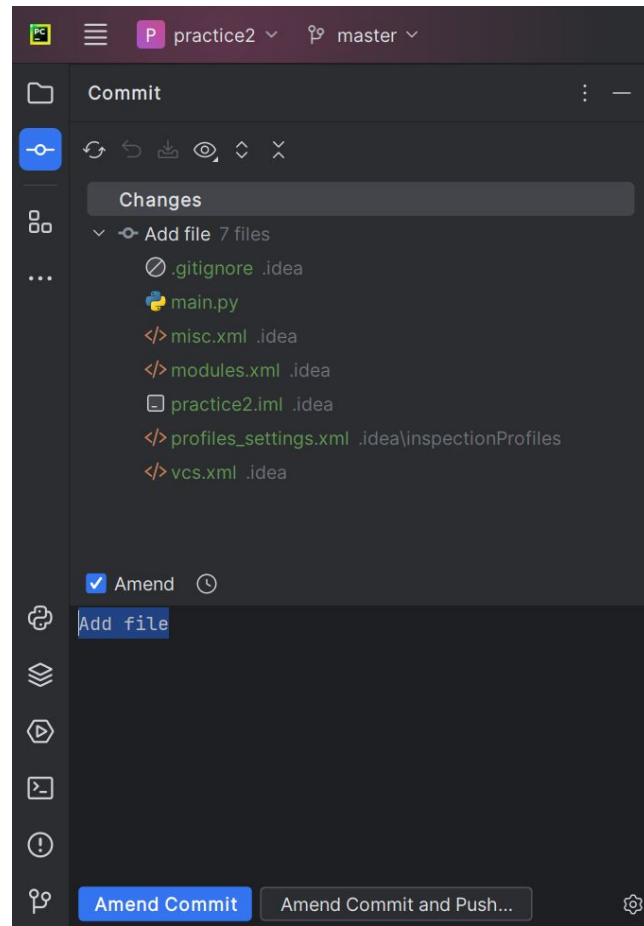 PC
P practice2 master
Commit
Changes
Add file 7 files
.gitignore .idea
main.py
misc.xml .idea
modules.xml .idea
practice2.iml .idea
profiles_settings.xml .idea\inspectionProfiles
vcs.xml .idea
Amend
Add file
Amend Commit Amend Commit and Push...